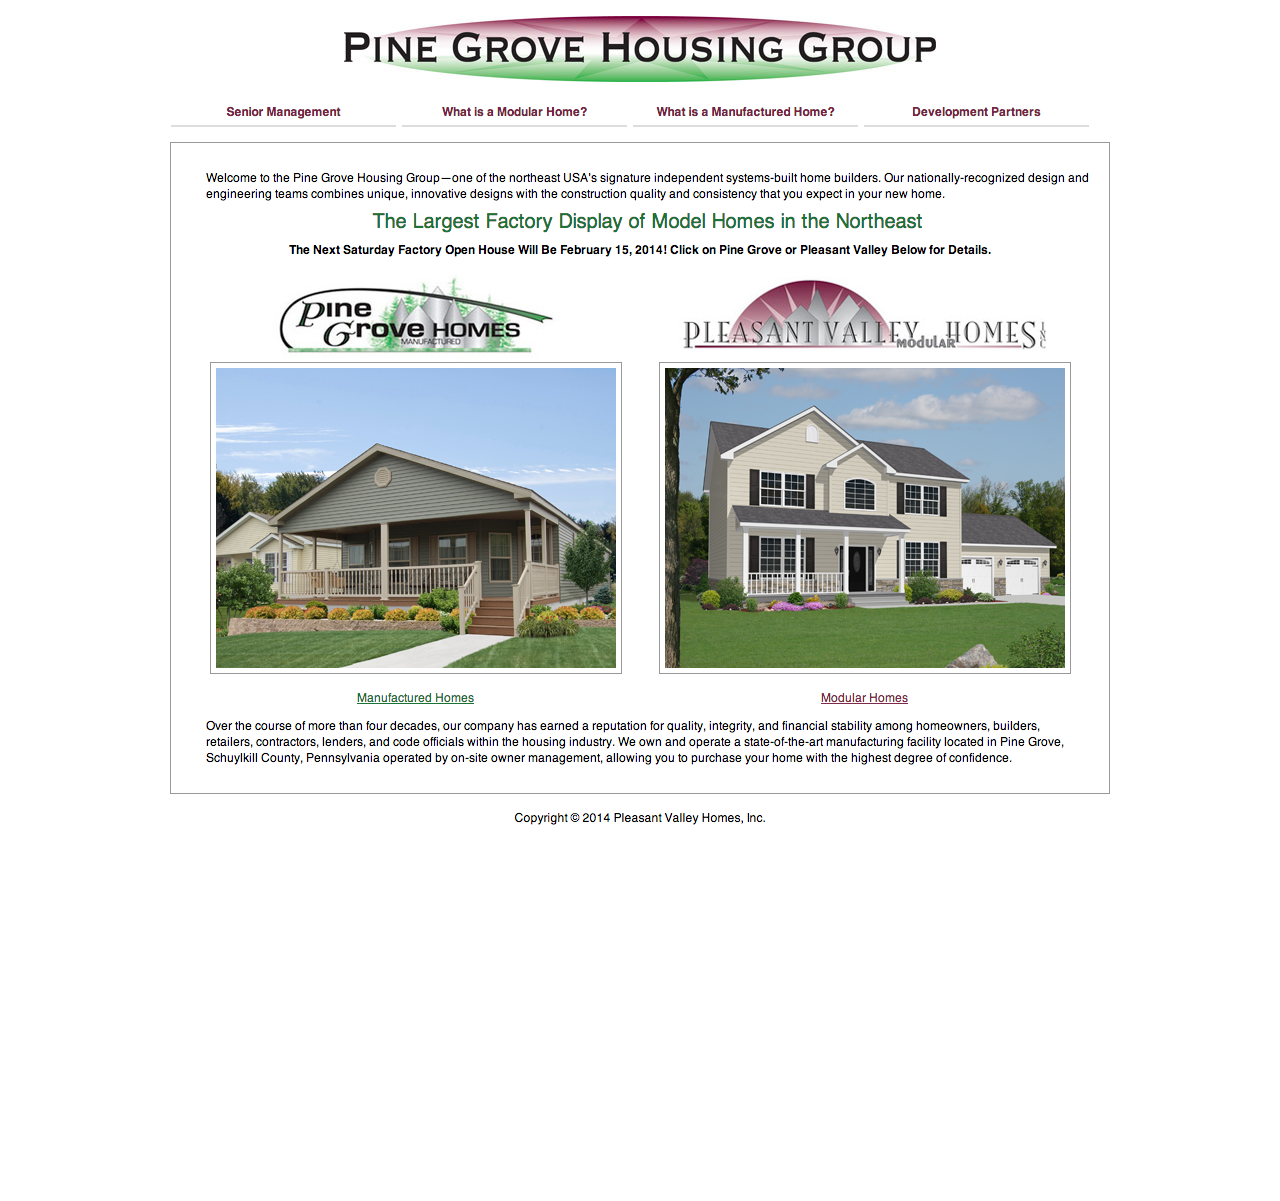 PINE GROVE HOUSING GROUP
Senior Management
What is a Modular Home?
What is a Manufactured Home?
Development Partners
Welcome to the Pine Grove Housing Group—one of the northeast USA's signature independent systems-built home builders. Our nationally-recognized design and
engineering teams combines unique, innovative designs with the construction quality and consistency that you expect in your new home.
The Largest Factory Display of Model Homes in the Northeast
The Next Saturday Factory Open House Will Be February 15, 2014! Click on Pine Grove or Pleasant Valley Below for Details.
Pine
Grove HOMES
MANUFACTURED
PLEASANT VALLEY HOMES INC
MODULAR
Manufactured Homes
Modular Homes
Over the course of more than four decades, our company has earned a reputation for quality, integrity, and financial stability among homeowners, builders,
retailers, contractors, lenders, and code officials within the housing industry. We own and operate a state-of-the-art manufacturing facility located in Pine Grove,
Schuylkill County, Pennsylvania operated by on-site owner management, allowing you to purchase your home with the highest degree of confidence.
Copyright © 2014 Pleasant Valley Homes, Inc.